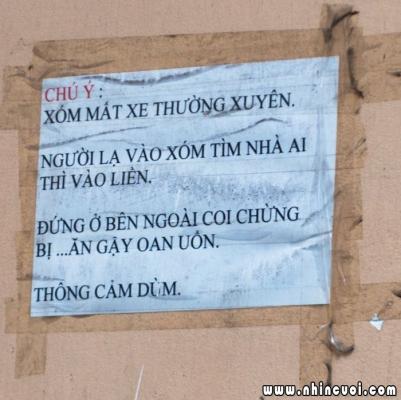 CHÚ Ý :
XÓM MẤT XE THƯỜNG XUYÊN.
NGƯỜI LẠ VÀO XÓM TÌM NHÀ AI
THÌ VÀO LIỀN.
ĐỨNG Ở BÊN NGOÀI COI CHỪNG
BỊ ...ĂN GẬY OAN UỔN.
THÔNG CẢM DÙM.
www.nhincuoi.com